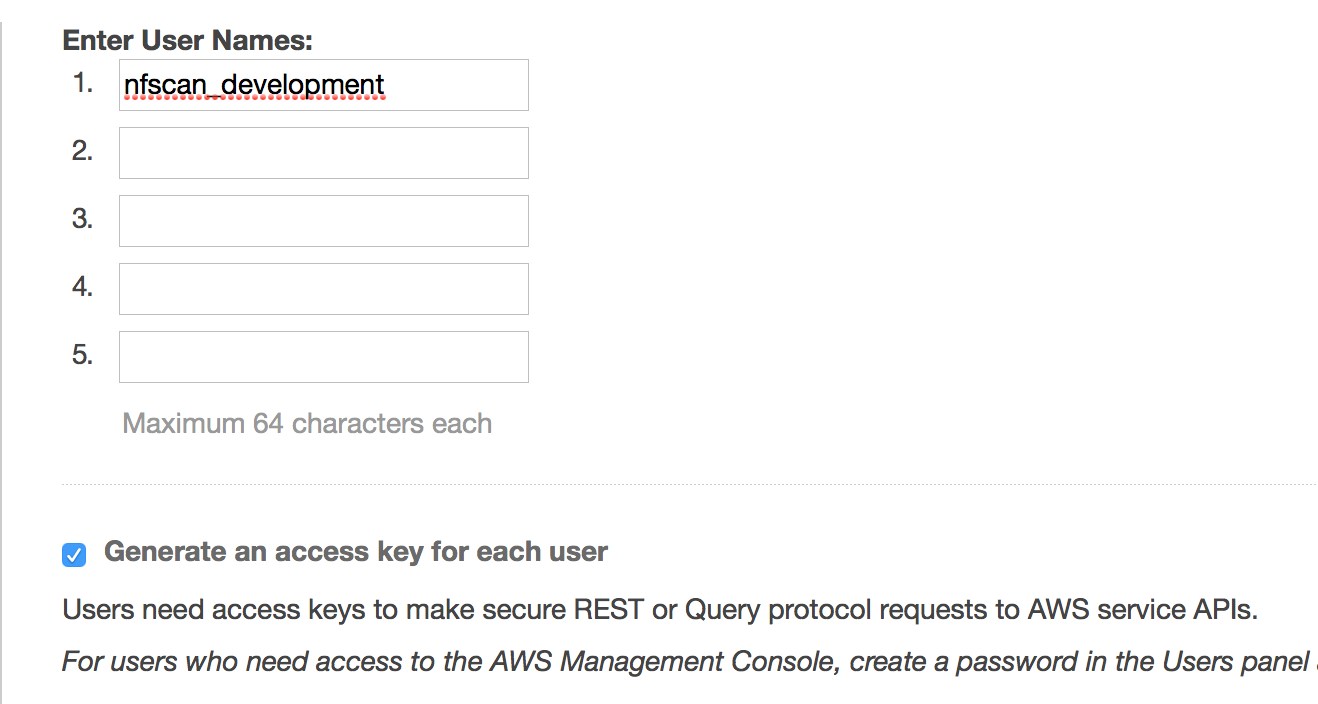 Enter User Names:
1. nfscan_development
2.
3.
4.
5.
Maximum 64 characters each
Generate an access key for each user
Users need access keys to make secure REST or Query protocol requests to AWS service APIs.
For users who need access to the AWS Management Console, create a password in the Users panel